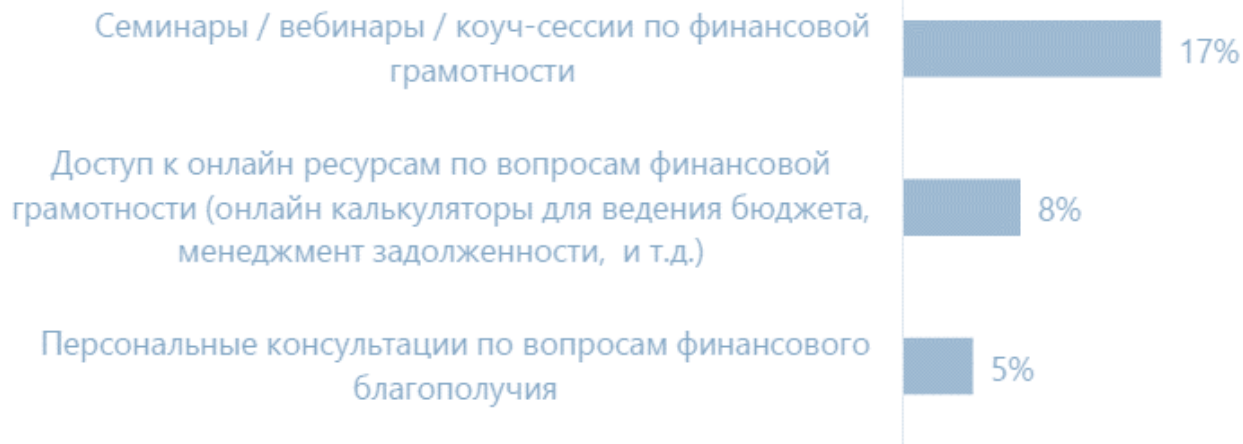 Семинары / вебинары / коуч-сессии по финансовой
грамотности
17%
Доступ к онлайн ресурсам по вопросам финансовой
грамотности (онлайн калькуляторы для ведения бюджета,
менеджмент задолженности, и т.д.)
8%
Персональные консультации по вопросам финансового
благополучия
5%